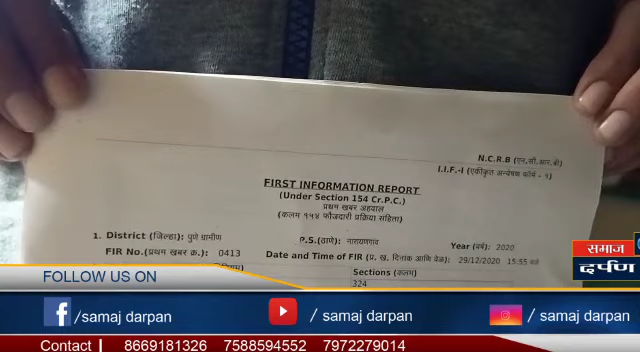 N.C.R.B (एन.सी.आर.बी)
I.I.F.-I (एकीकृत अन्वेषण फॉर्म - १)
FIRST INFORMATION REPORT
(Under Section 154 Cr.P.C.)
प्रथम खबर अहवाल
(कलम १५४ फौजदारी प्रक्रिया संहिता)
1. District (जिल्हा): पुणे ग्रामीण P.S.(ठाणे): नारायणगाव Year (वर्ष): 2020
FIR No.(प्रथम खबर क्र.): 0413 Date and Time of FIR (प्र. ख. दिनांक आणि वेळ): 29/12/2020 15:55 वाजे
Sections (कलम)
324
समाज
दर्पण
FOLLOW US ON
/samaj darpan / samaj darpan /samaj darpan
Contact | 8669181326 7588594552 7972279014